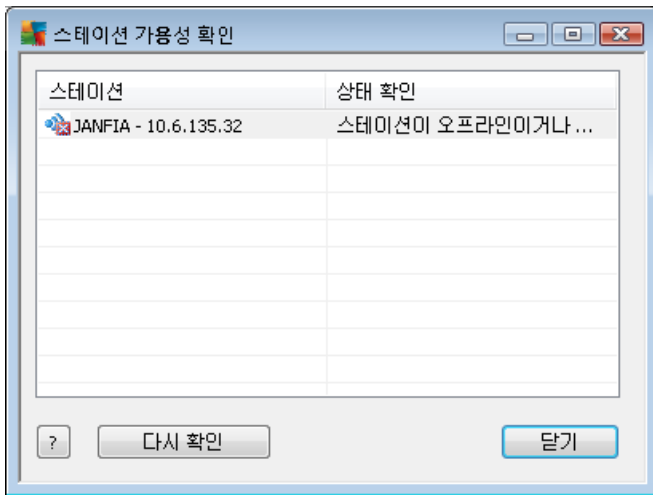 스테이션 가용성 확인
스테이션 상태 확인
JANFIA - 10.6.135.32 스테이션이 오프라인이거나 ...
? 다시 확인 닫기